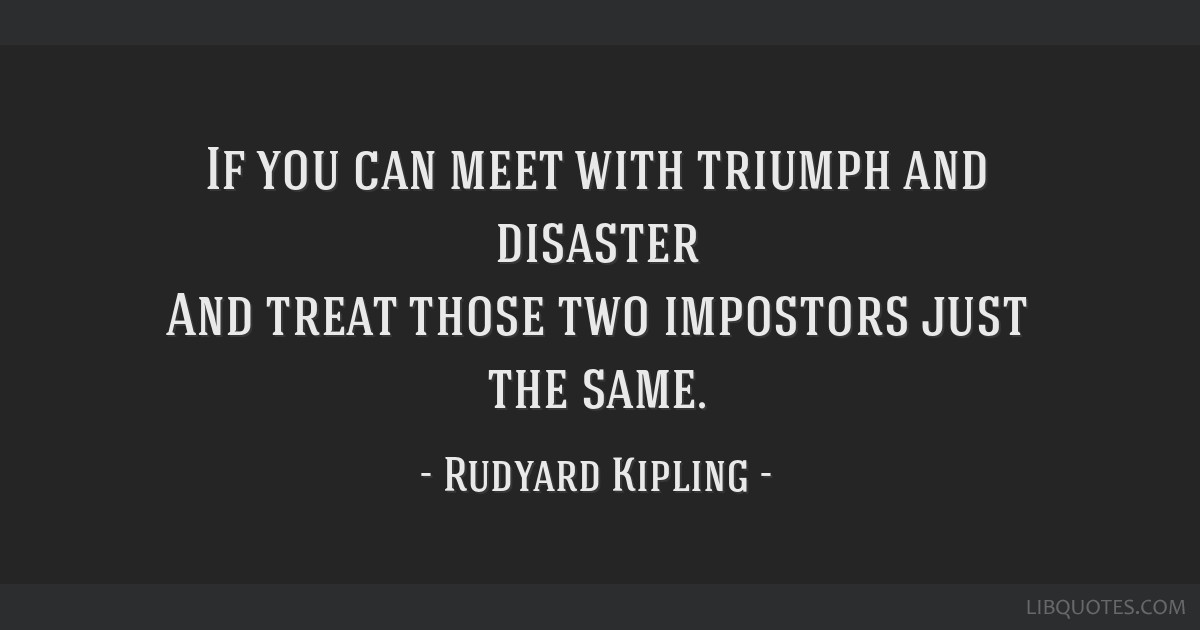 If you can meet with triumph and
disaster
And treat those two impostors just
the same.
- Rudyard Kipling -
LIBQUOTES.COM